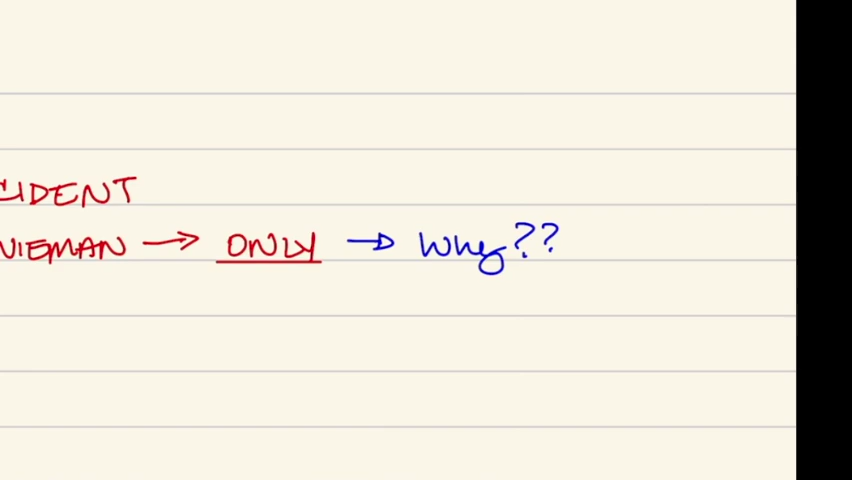 CIDENT
NIEMAN → ONLY → Why??